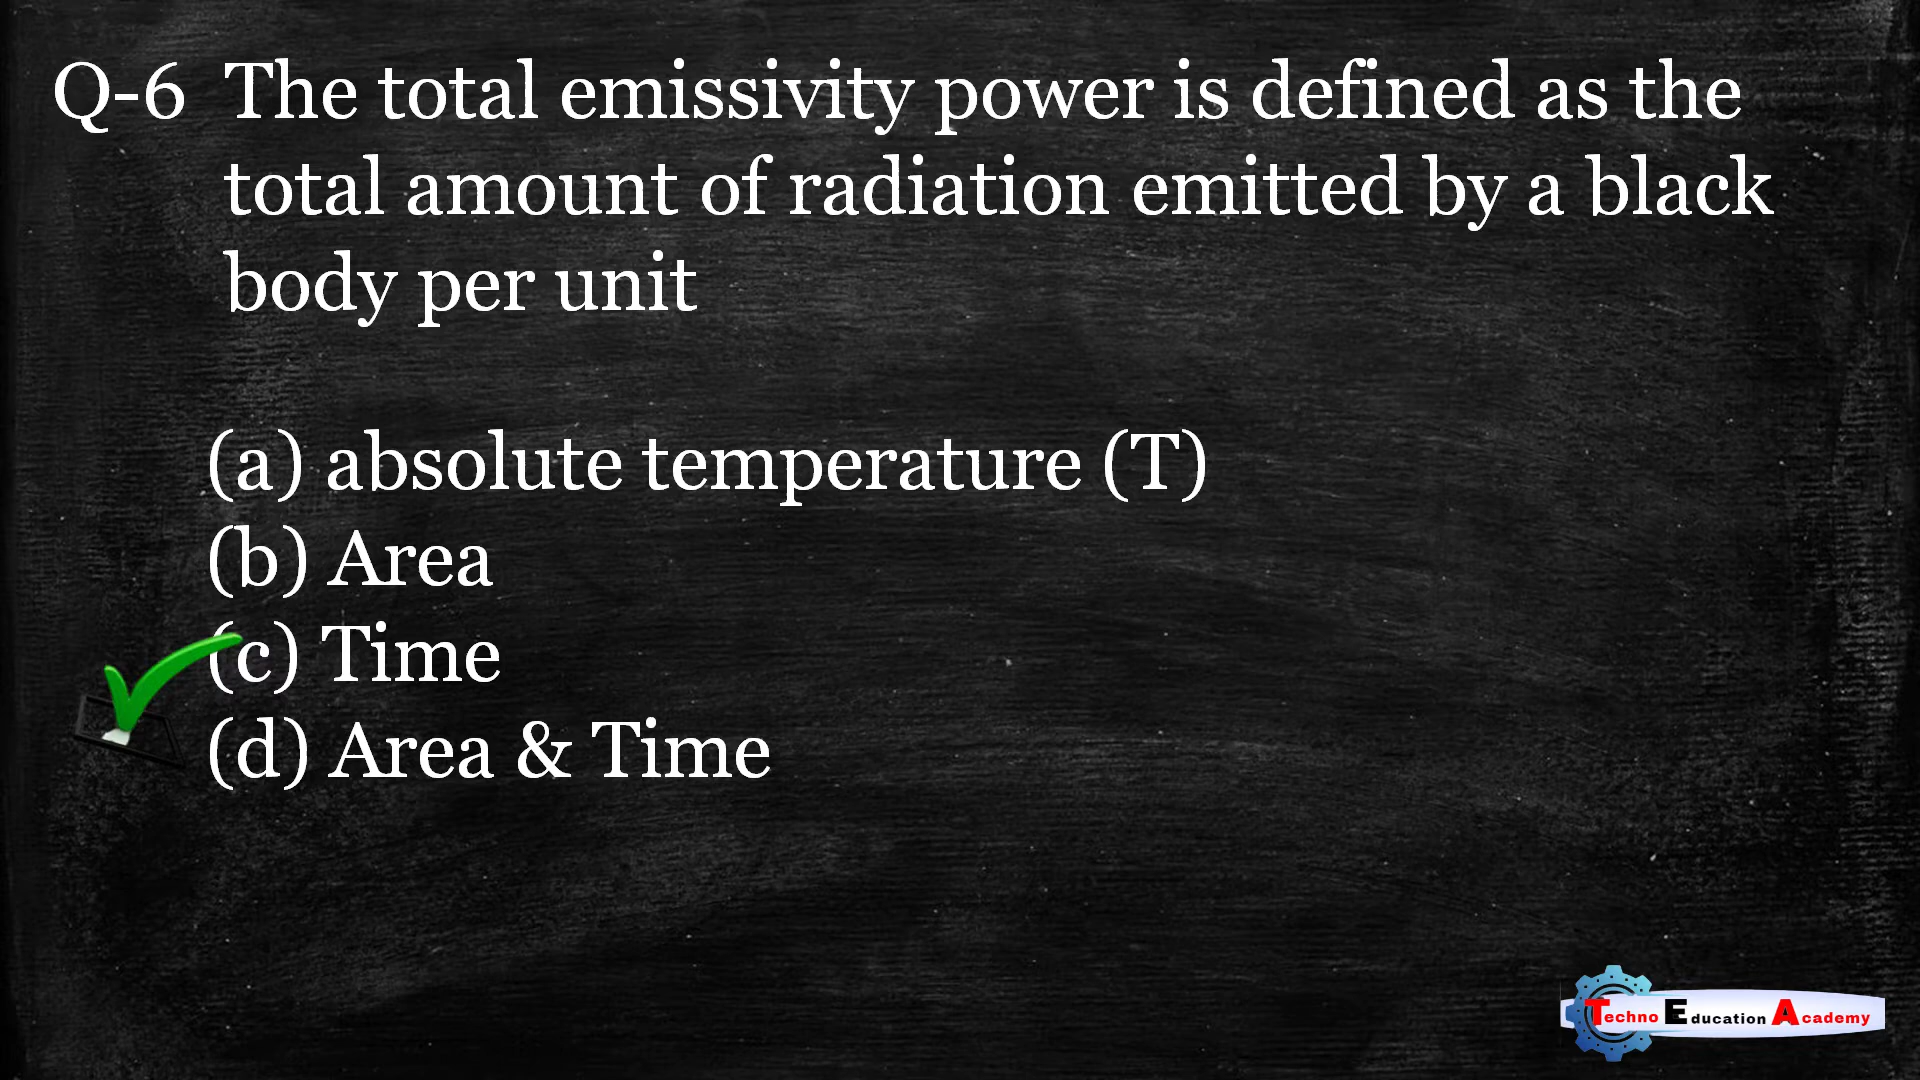 Q-6 The total emissivity power is defined as the
total amount of radiation emitted by a black
body per unit
(a) absolute temperature (T)
(b) Area
(c) Time
(d) Area & Time
Techno Education Academy